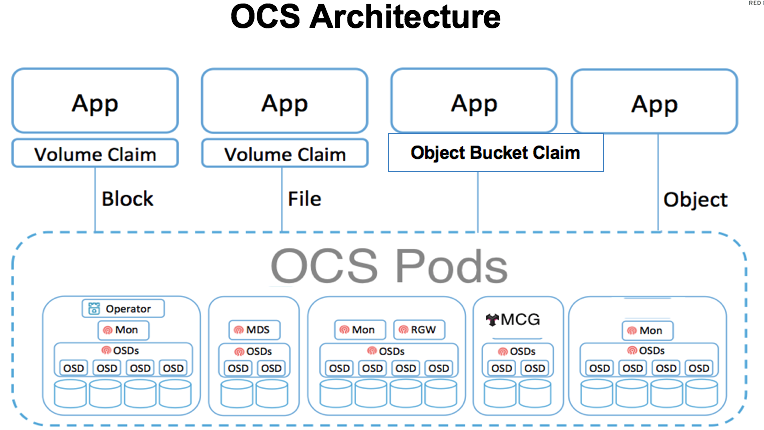 OCS Architecture
App
App
App
App
Volume Claim
Volume Claim
Object Bucket Claim
Block
File
Object
OCS Pods
Operator
Mon
OSDs
OSD OSD OSD OSD
MDS
OSDs
OSD OSD
Mon RGW
OSDs
OSD OSD OSD OSD
MCG
OSDs
OSD OSD
Mon
OSDs
OSD OSD OSD OSD